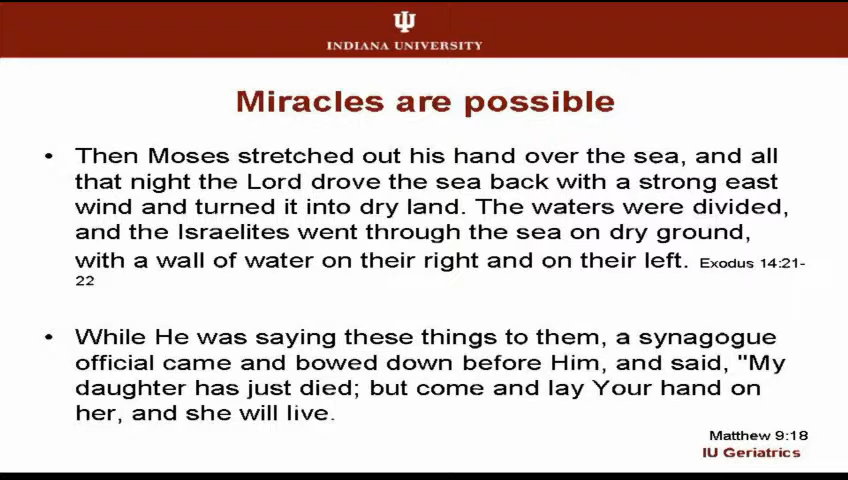 INDIANA UNIVERSITY
Miracles are possible
• Then Moses stretched out his hand over the sea, and all
that night the Lord drove the sea back with a strong east
wind and turned it into dry land. The waters were divided,
and the Israelites went through the sea on dry ground,
with a wall of water on their right and on their left. Exodus 14:21-
22
• While He was saying these things to them, a synagogue
official came and bowed down before Him, and said, "My
daughter has just died; but come and lay Your hand on
her, and she will live.
Matthew 9:18
IU Geriatrics